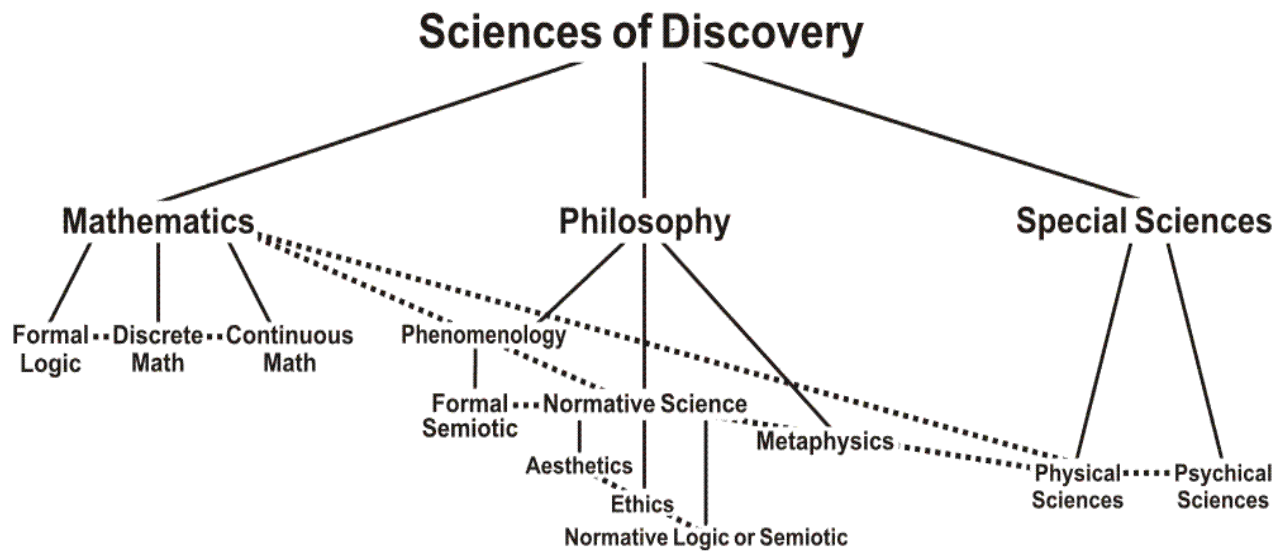 Sciences of Discovery
Mathematics
Philosophy
Special Sciences
Formal
Logic
Discrete
Math
Continuous
Math
Phenomenology
Formal
Semiotic
Normative Science
Metaphysics
Aesthetics
Ethics
Normative Logic or Semiotic
Physical
Sciences
Psychical
Sciences